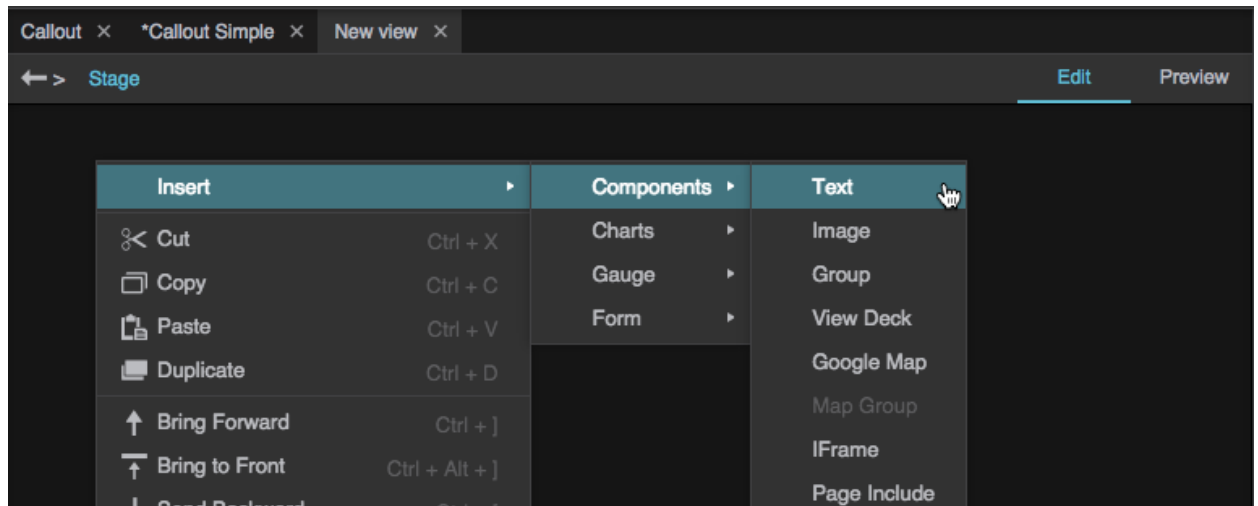 Callout × *Callout Simple × New view ×
Stage Edit Preview
Insert Components Text
Cut Ctrl + X Charts Image
Copy Ctrl + C Gauge Group
Paste Ctrl + V Form View Deck
Duplicate Ctrl + D Google Map
Map Group
Bring Forward Ctrl + ]
IFrame
Bring to Front Ctrl + Alt + ]
Page Include